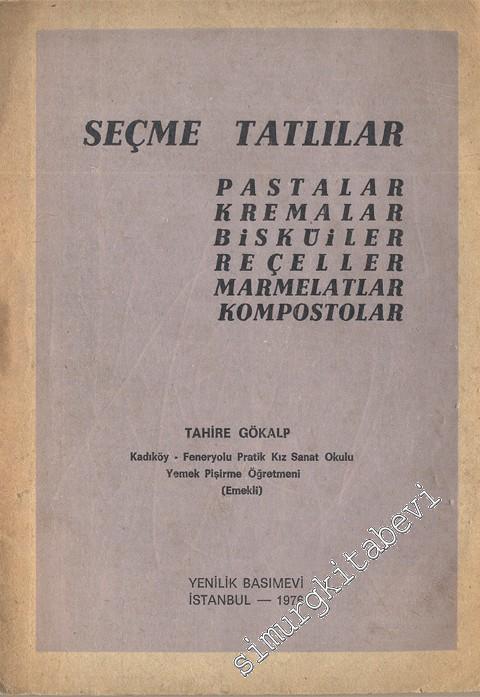 SEÇME TATLILAR
PASTALAR
KREMALAR
BİSKÜİLER
REÇELLER
MARMELATLAR
KOMPOSTOLAR
TAHİRE GÖKALP
Kadıköy - Feneryolu Pratik Kız Sanat Okulu
Yemek Pişirme Öğretmeni
(Emekli)
YENİLİK BASIMEVİ
İSTANBUL — 1976
simurgkitabevi